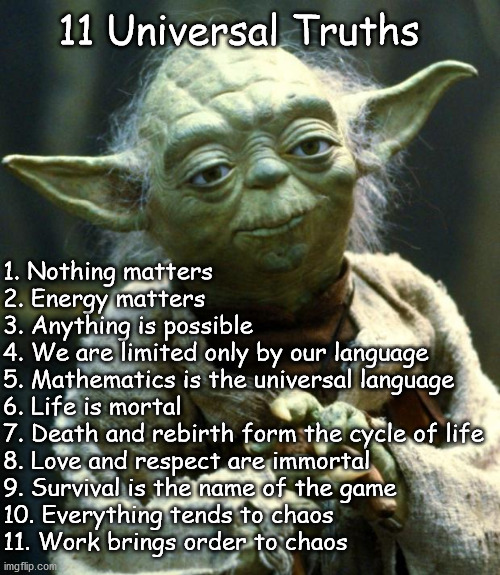 11 Universal Truths
1. Nothing matters
2. Energy matters
3. Anything is possible
4. We are limited only by our language
5. Mathematics is the universal language
6. Life is mortal
7. Death and rebirth form the cycle of life
8. Love and respect are immortal
9. Survival is the name of the game
10. Everything tends to chaos
11. Work brings order to chaos
imgflip.com